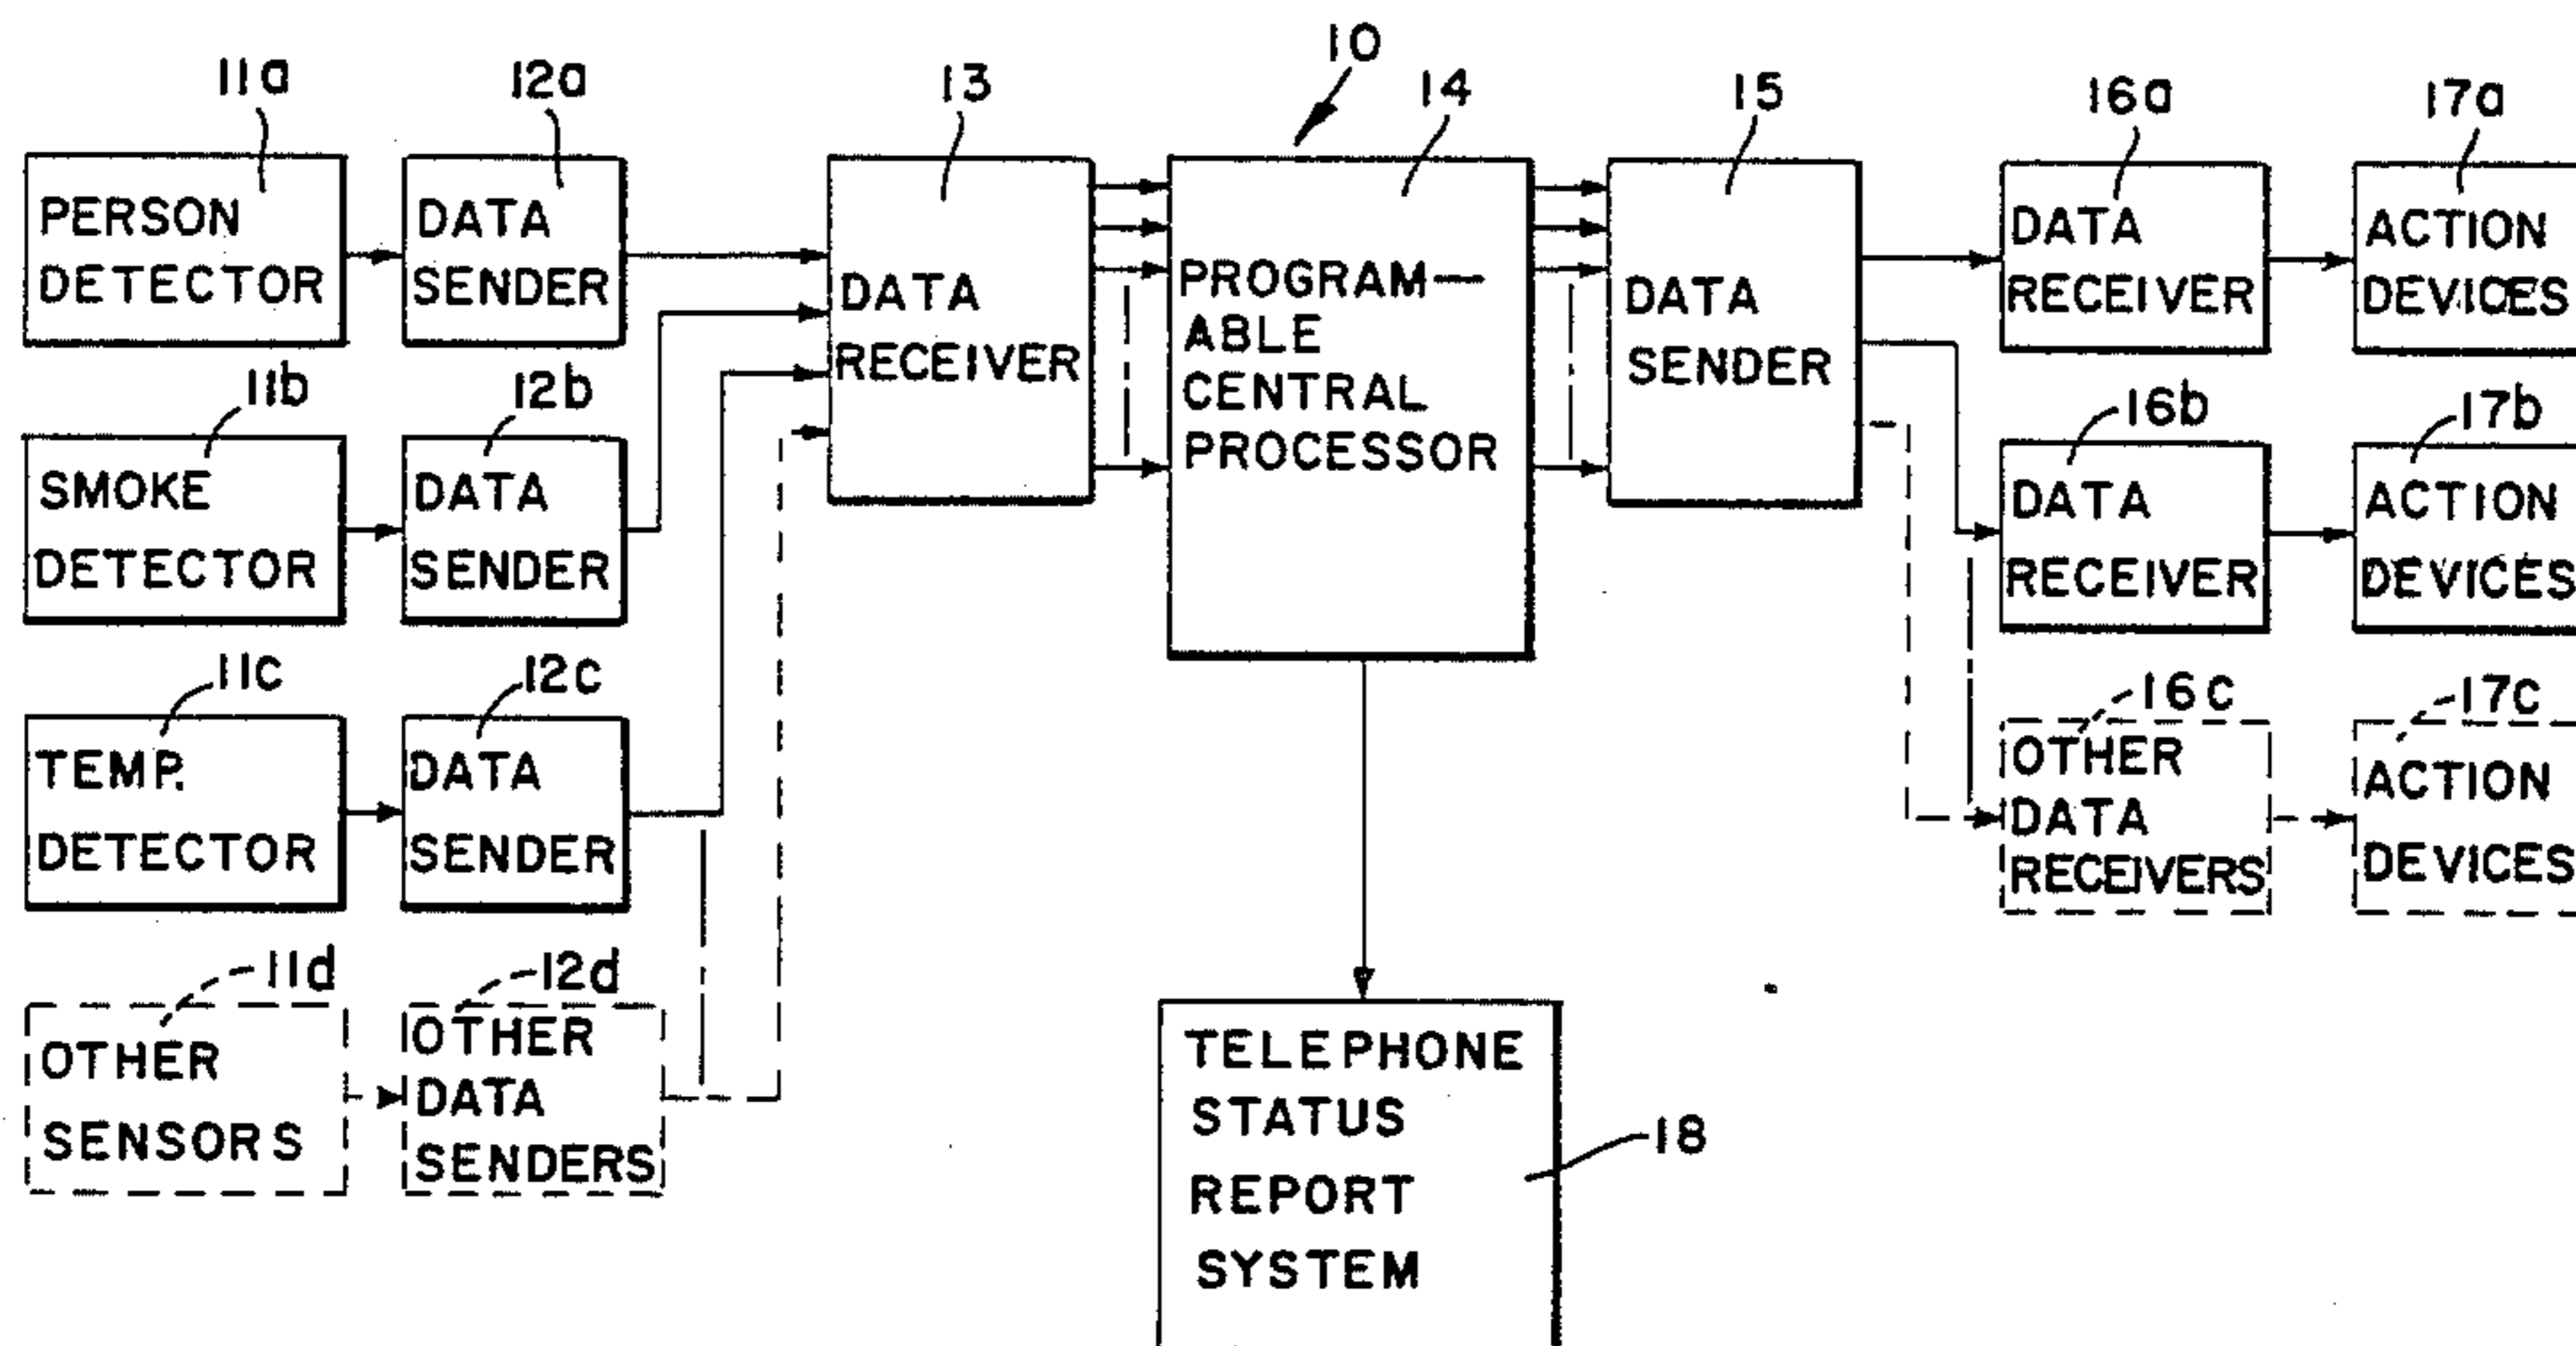 10
11a
12a
13
14
15
16a
17a
PERSON
DETECTOR
DATA
SENDER
DATA
RECEIVER
PROGRAM—
ABLE
CENTRAL
PROCESSOR
DATA
SENDER
DATA
RECEIVER
ACTION
DEVICES
11b
12b
16b
17b
SMOKE
DETECTOR
DATA
SENDER
DATA
RECEIVER
ACTION
DEVICES
11c
12c
16c
17c
TEMP.
DETECTOR
DATA
SENDER
OTHER
DATA
RECEIVERS
ACTION
DEVICES
11d
12d
OTHER
SENSORS
OTHER
DATA
SENDERS
TELEPHONE
STATUS
REPORT
SYSTEM
18